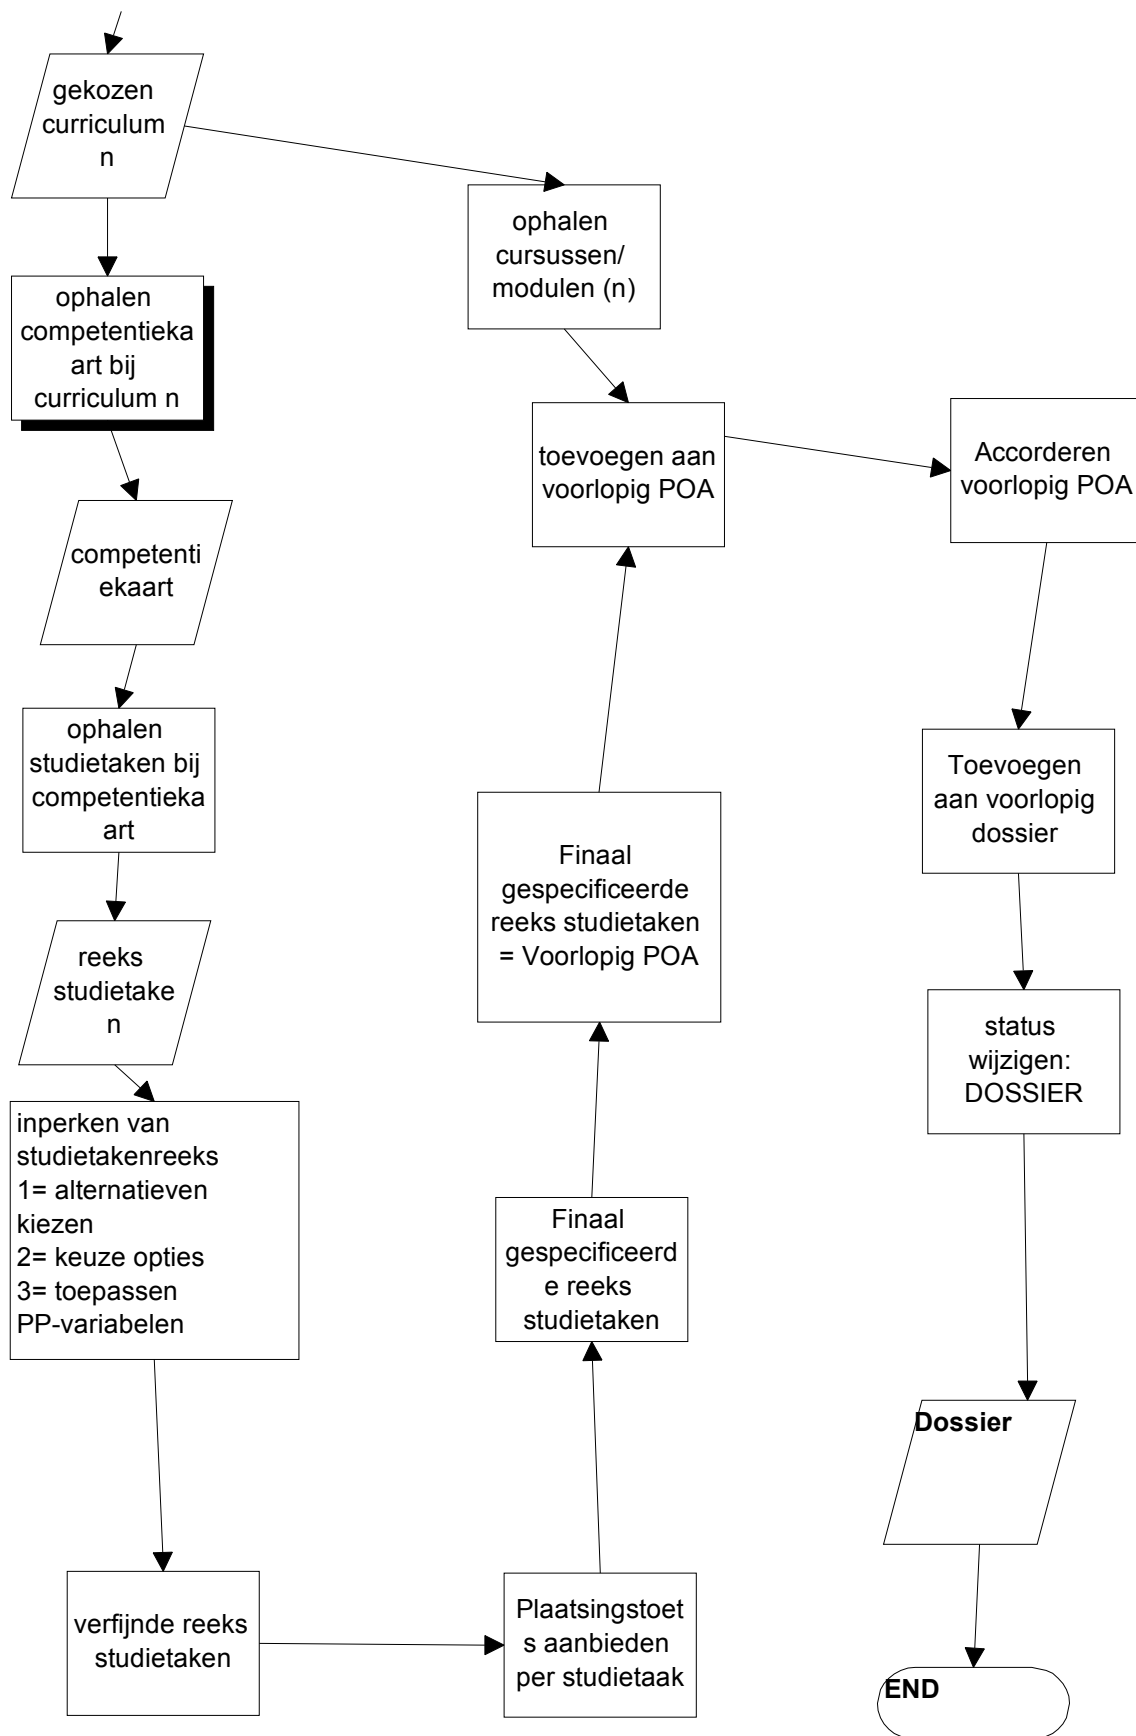 gekozen
curriculum
n
ophalen
competentieka
art bij
curriculum n
competenti
ekaart
ophalen
studietaken bij
competentieka
art
reeks
studietake
n
inperken van
studietakenreeks
1= alternatieven
kiezen
2= keuze opties
3= toepassen
PP-variabelen
verfijnde reeks
studietaken
ophalen
cursussen/
modulen (n)
toevoegen aan
voorlopig POA
Finaal
gespecificeerde
reeks studietaken
= Voorlopig POA
Finaal
gespecificeerd
e reeks
studietaken
Plaatsingstoet
s aanbieden
per studietaak
Accorderen
voorlopig POA
Toevoegen
aan voorlopig
dossier
status
wijzigen:
DOSSIER
Dossier
END